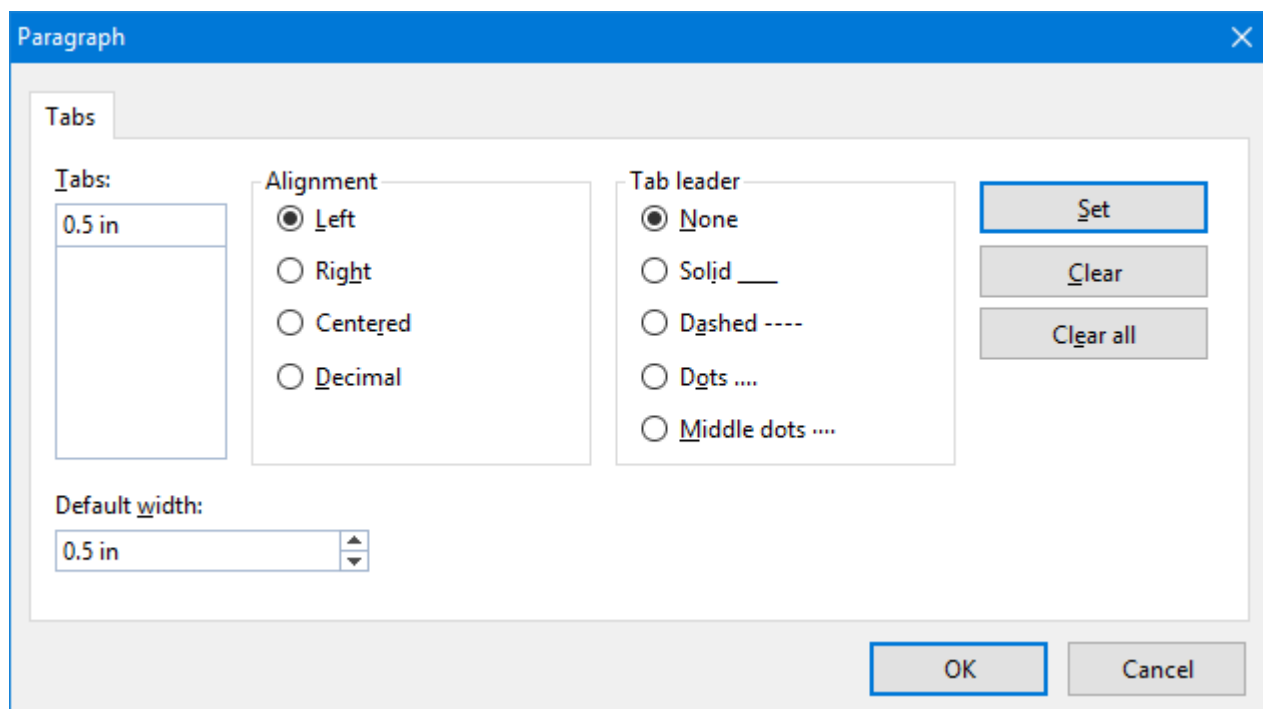 Paragraph
Tabs
Tabs:
0.5 in
Alignment
Left
Right
Centered
Decimal
Tab leader
None
Solid ___
Dashed ----
Dots ....
Middle dots ····
Set
Clear
Clear all
Default width:
0.5 in
OK
Cancel